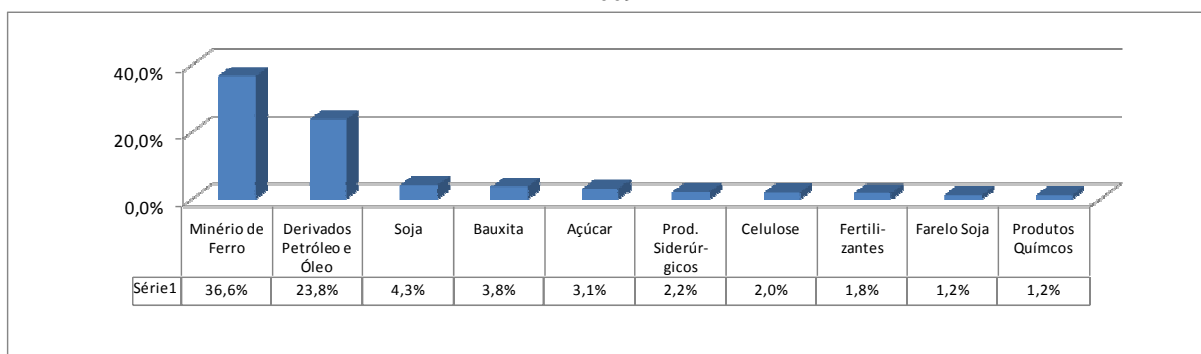 40,0%
20,0%
0,0%
Minério de Ferro
Derivados Petróleo e Óleo
Soja
Bauxita
Açúcar
Prod. Siderúr-gicos
Celulose
Fertili-zantes
Farelo Soja
Produtos Químcos
Série1 36,6% 23,8% 4,3% 3,8% 3,1% 2,2% 2,0% 1,8% 1,2% 1,2%